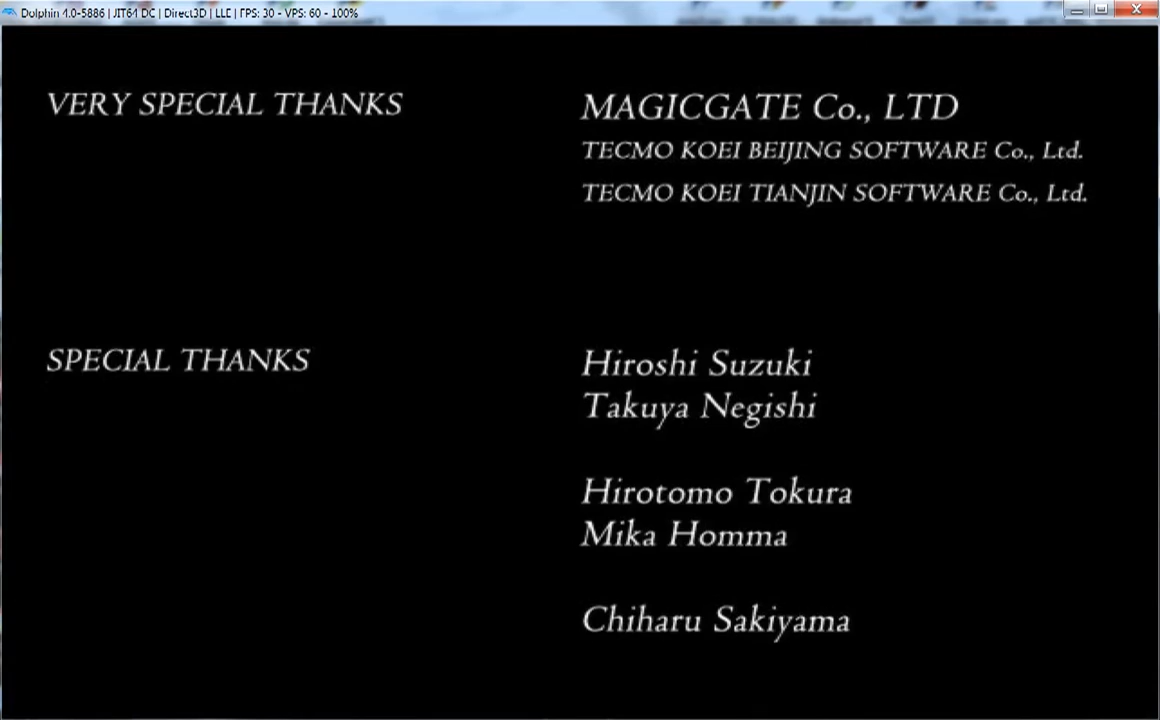 Dolphin 4.0-5886 | JIT64 DC | Direct3D | LLE | FPS: 30 - VPS: 60 - 100%
VERY SPECIAL THANKS
MAGICGATE Co., LTD
TECMO KOEI BEIJING SOFTWARE Co., Ltd.
TECMO KOEI TIANJIN SOFTWARE Co., Ltd.
SPECIAL THANKS
Hiroshi Suzuki
Takuya Negishi
Hirotomo Tokura
Mika Homma
Chiharu Sakiyama